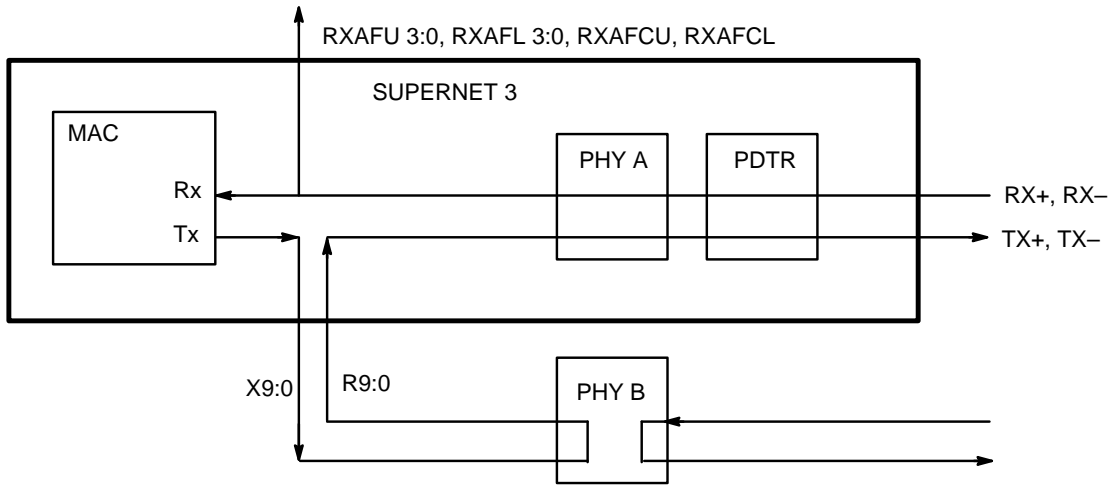 RXAFU 3:0, RXAFL 3:0, RXAFCU, RXAFCL
SUPERNET 3
MAC
PHY A
PDTR
Rx
RX+, RX–
Tx
TX+, TX–
X9:0
R9:0
PHY B